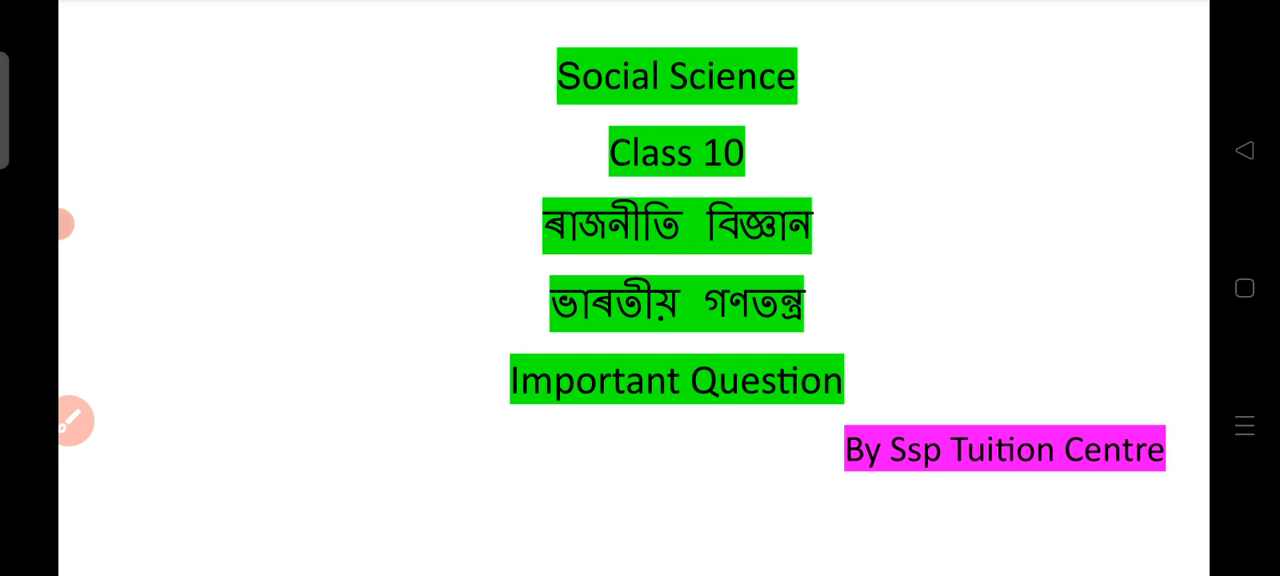 Social Science
Class 10
ৰাজনীতি বিজ্ঞান
ভাৰতীয় গণতন্ত্ৰ
Important Question
By Ssp Tuition Centre